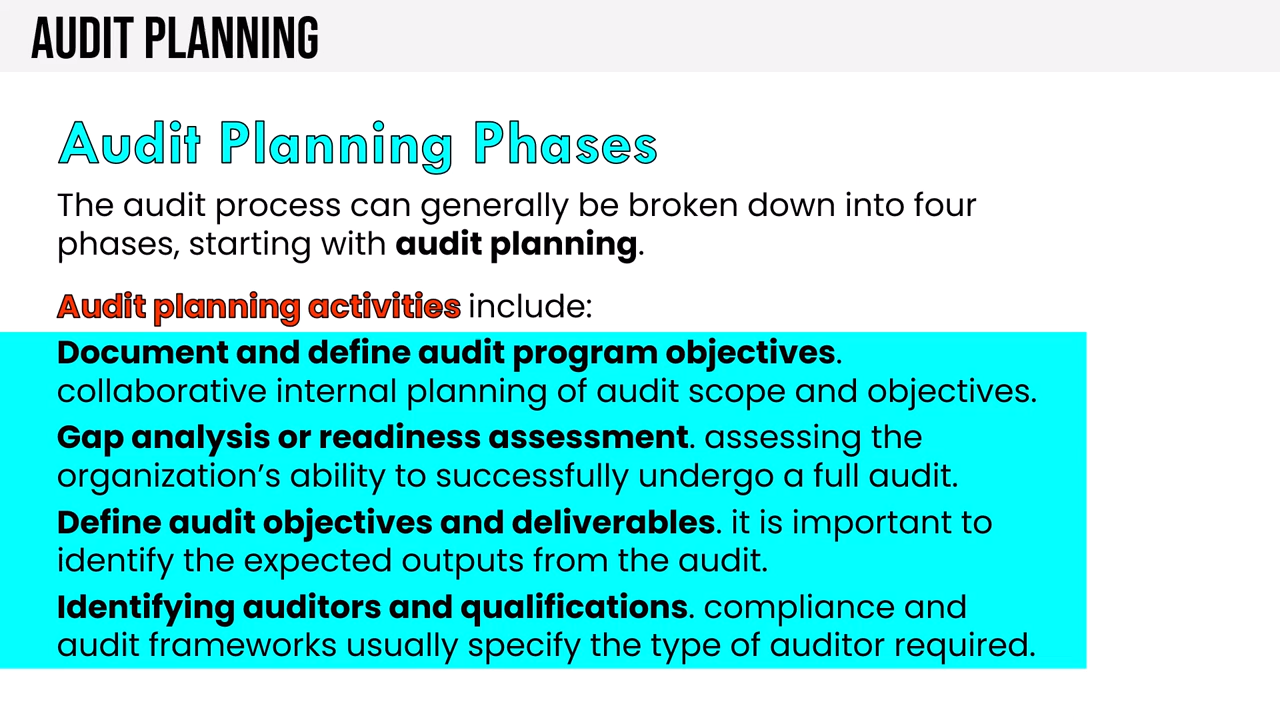 AUDIT PLANNING
Audit Planning Phases
The audit process can generally be broken down into four
phases, starting with audit planning.
Audit planning activities include:
Document and define audit program objectives.
collaborative internal planning of audit scope and objectives.
Gap analysis or readiness assessment. assessing the
organization’s ability to successfully undergo a full audit.
Define audit objectives and deliverables. it is important to
identify the expected outputs from the audit.
Identifying auditors and qualifications. compliance and
audit frameworks usually specify the type of auditor required.